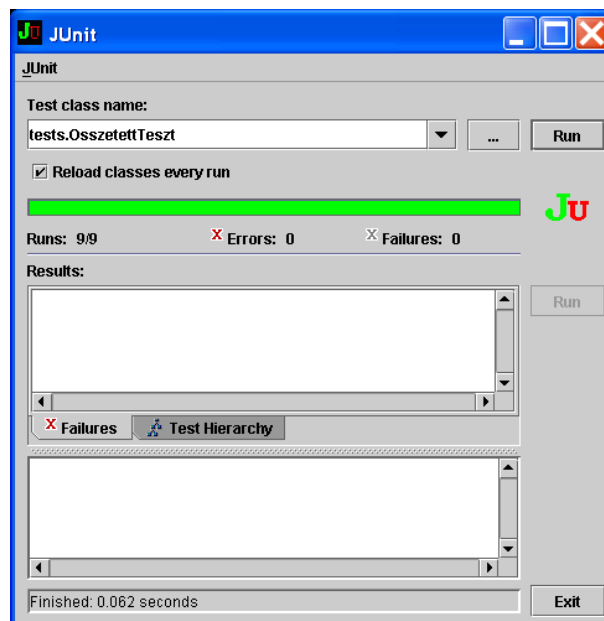 JU JUnit
JUnit
Test class name:
tests.OsszetettTeszt ... Run
Reload classes every run
JU
Runs: 9/9 X Errors: 0 X Failures: 0
Results:
Run
X Failures Test Hierarchy
Finished: 0.062 seconds Exit